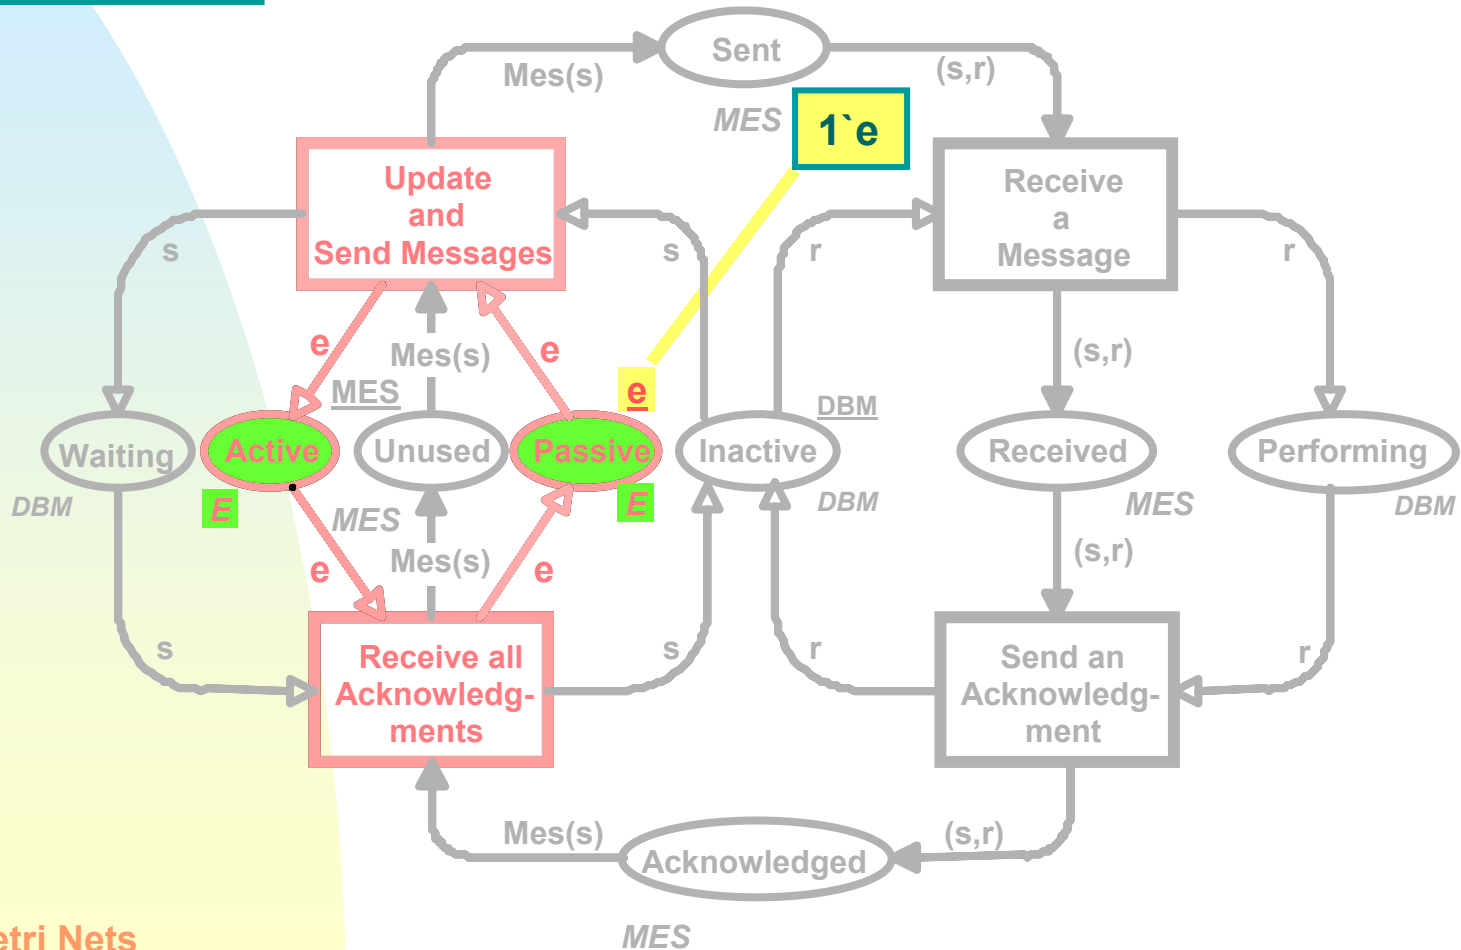 Sent
Mes(s)
(s,r)
MES
1`e
Update
and
Send Messages
Receive
a
Message
s
s
r
r
e
Mes(s)
e
(s,r)
MES
e
DBM
Waiting
Active
Unused
Passive
Inactive
Received
Performing
DBM
E
MES
E
DBM
MES
DBM
e
Mes(s)
e
(s,r)
s
Receive all
Acknowledg-
ments
s
r
Send an
Acknowledg-
ment
r
Mes(s)
Acknowledged
(s,r)
MES
etri Nets